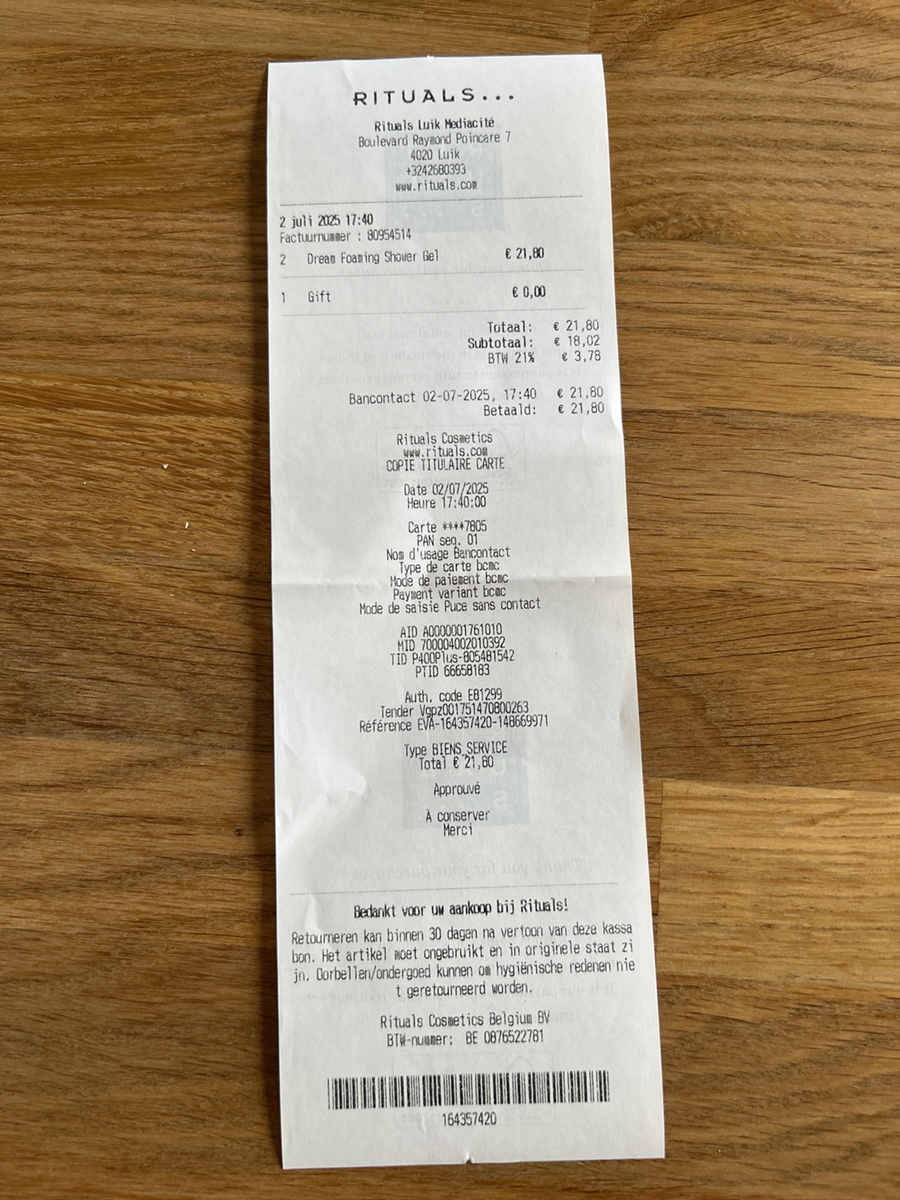 RITUALS...
Rituals Luik Mediacité
Boulevard Raymond Poincare 7
4020 Luik
+3242680393
www.rituals.com
2 juli 2025 17:40
Factuurnummer : 80954514
2 Dream Foaming Shower Gel € 21,80
1 Gift € 0,00
Totaal: € 21,80
Subtotaal: € 18,02
BTW 21% € 3,78
Bancontact 02-07-2025, 17:40 € 21,80
Betaald: € 21,80
Rituals Cosmetics
www.rituals.com
COPIE TITULAIRE CARTE
Date 02/07/2025
Heure 17:40:00
Carte ****7805
PAN seq. 01
Nom d'usage Bancontact
Type de carte bcmc
Mode de paiement bcmc
Payment variant bcmc
Mode de saisie Puce sans contact
AID A0000001761010
MID 700004002010392
TID P400Plus-805481542
PTID 66658183
Auth. code E81299
Tender Vgpz001751470800263
Référence EVA-164357420-148669971
Type BIENS_SERVICE
Total € 21,80
Approuvé
À conserver
Merci
Bedankt voor uw aankoop bij Rituals!
Retourneren kan binnen 30 dagen na vertoon van deze kassa
bon. Het artikel moet ongebruikt en in originele staat zi
jn. Oorbellen/ondergoed kunnen om hygiënische redenen nie
t geretourneerd worden.
Rituals Cosmetics Belgium BV
BTW-nummer: BE 0876522781
164357420